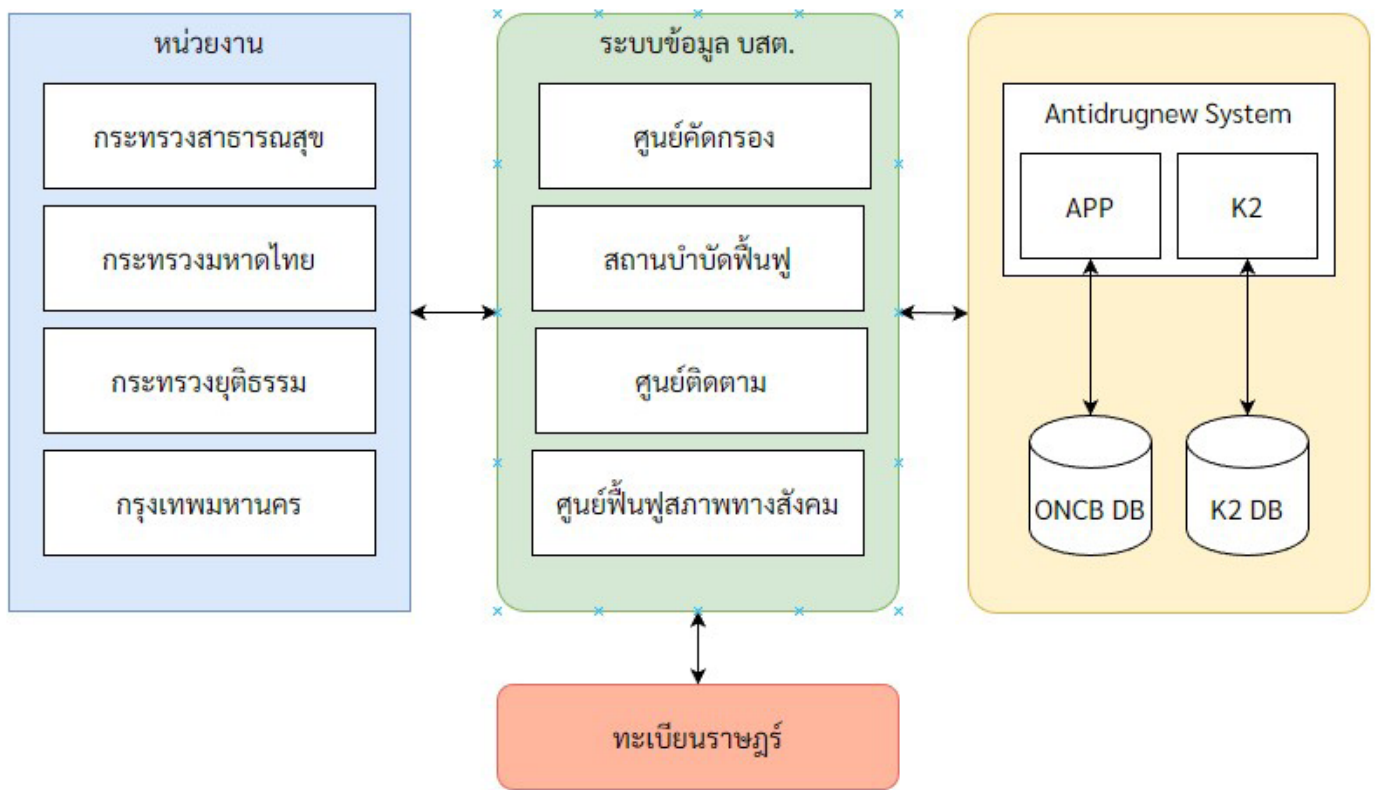 หน่วยงาน
กระทรวงสาธารณสุข
กระทรวงมหาดไทย
กระทรวงยุติธรรม
กรุงเทพมหานคร
ระบบข้อมูล บสต.
ศูนย์คัดกรอง
สถานบำบัดฟื้นฟู
ศูนย์ติดตาม
ศูนย์ฟื้นฟูสภาพทางสังคม
Antidrugnew System
APP
K2
ONCB DB
K2 DB
ทะเบียนราษฎร์